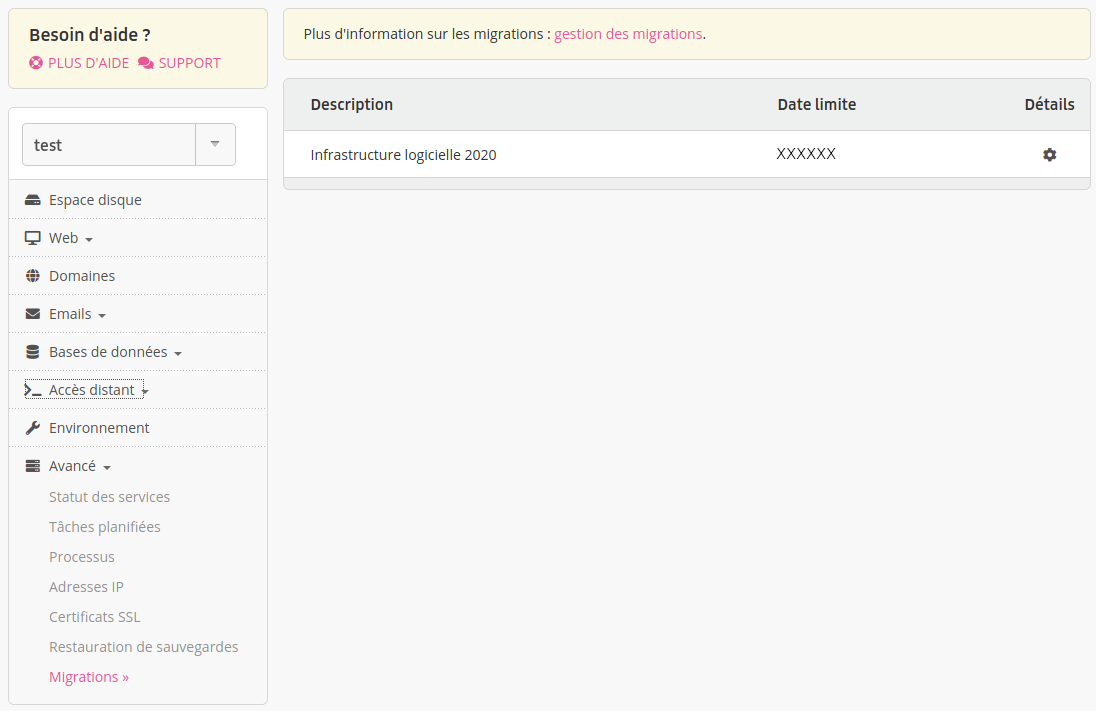 Besoin d'aide ?
PLUS D'AIDE SUPPORT
test
Espace disque
Web
Domaines
Emails
Bases de données
Accès distant
Environnement
Avancé
Statut des services
Tâches planifiées
Processus
Adresses IP
Certificats SSL
Restauration de sauvegardes
Migrations »
Plus d'information sur les migrations : gestion des migrations.
Description Date limite Détails
Infrastructure logicielle 2020 XXXXXX